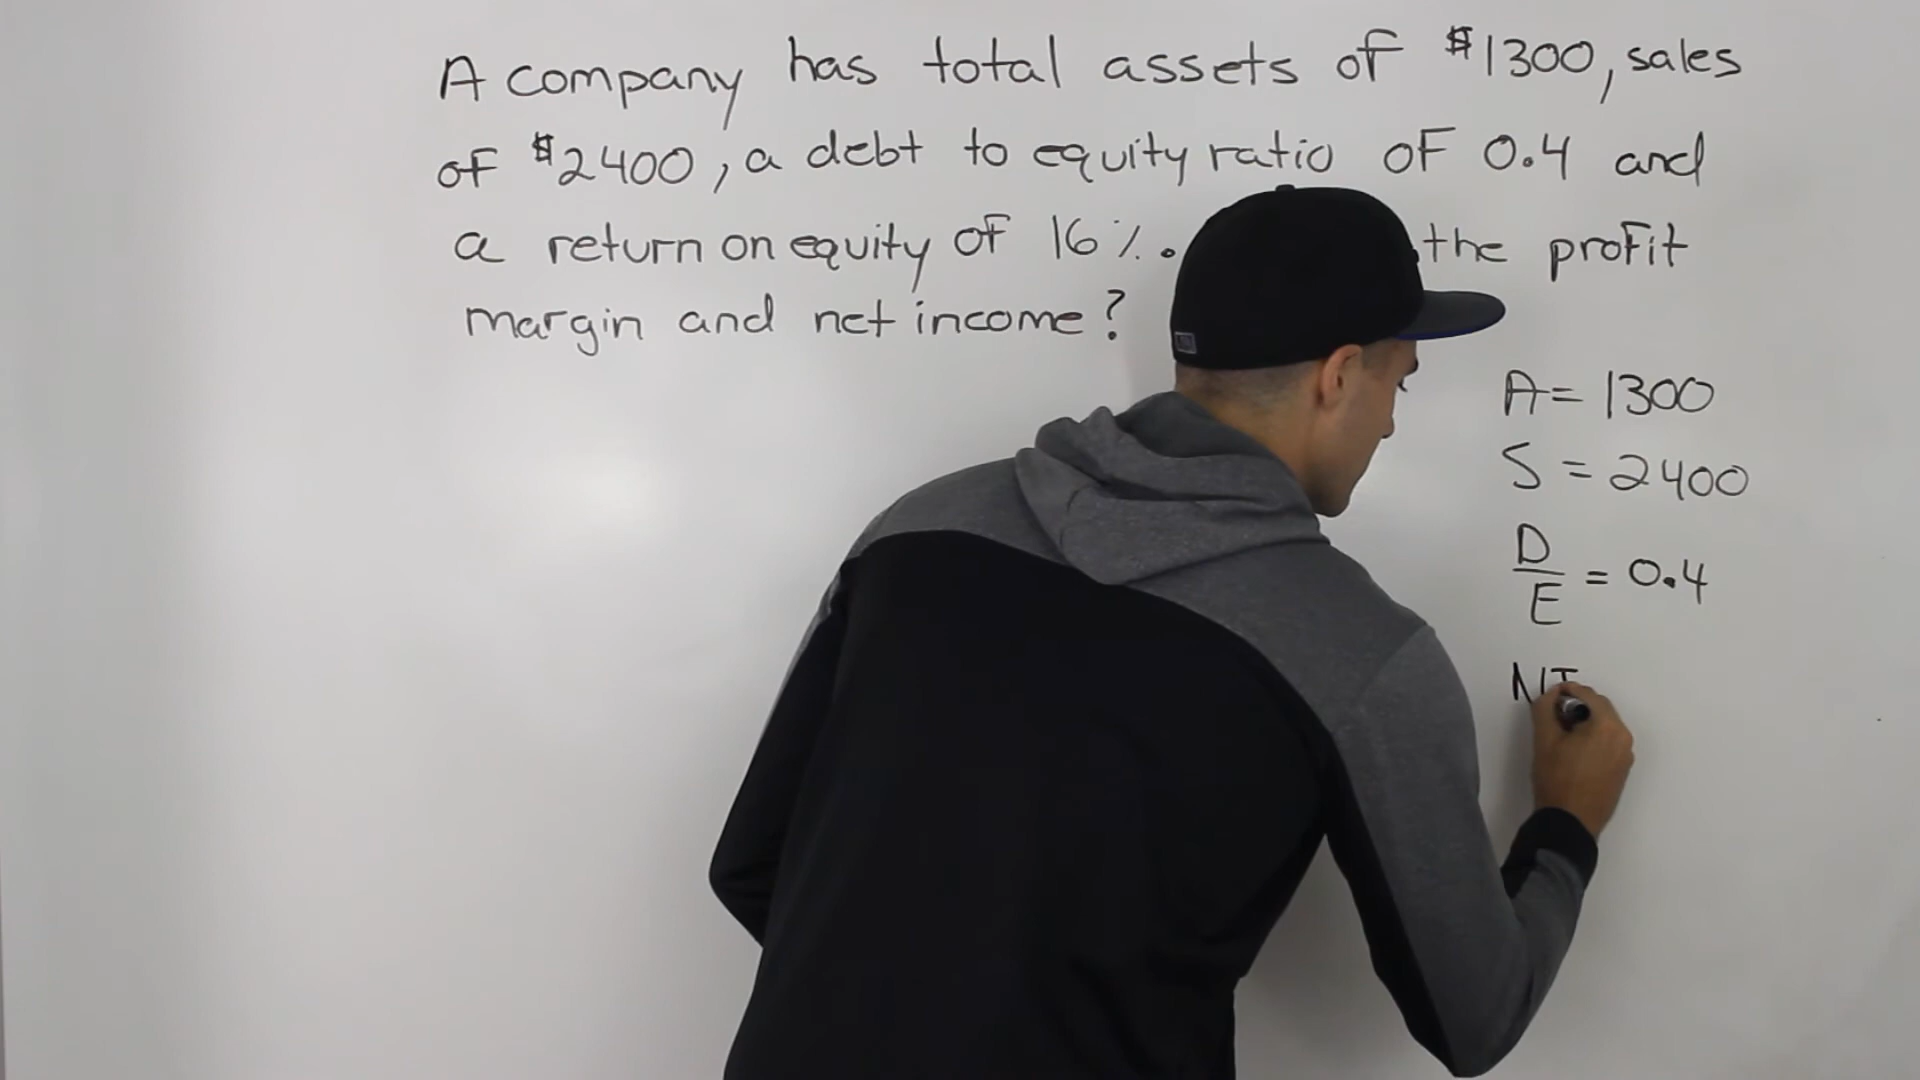 A company has total assets of $1300, sales
of $2400, a debt to equity ratio of 0.4 and
a return on equity of 16%. the profit
margin and net income?
A = 1300
S = 2400
D
E = 0.4
NI